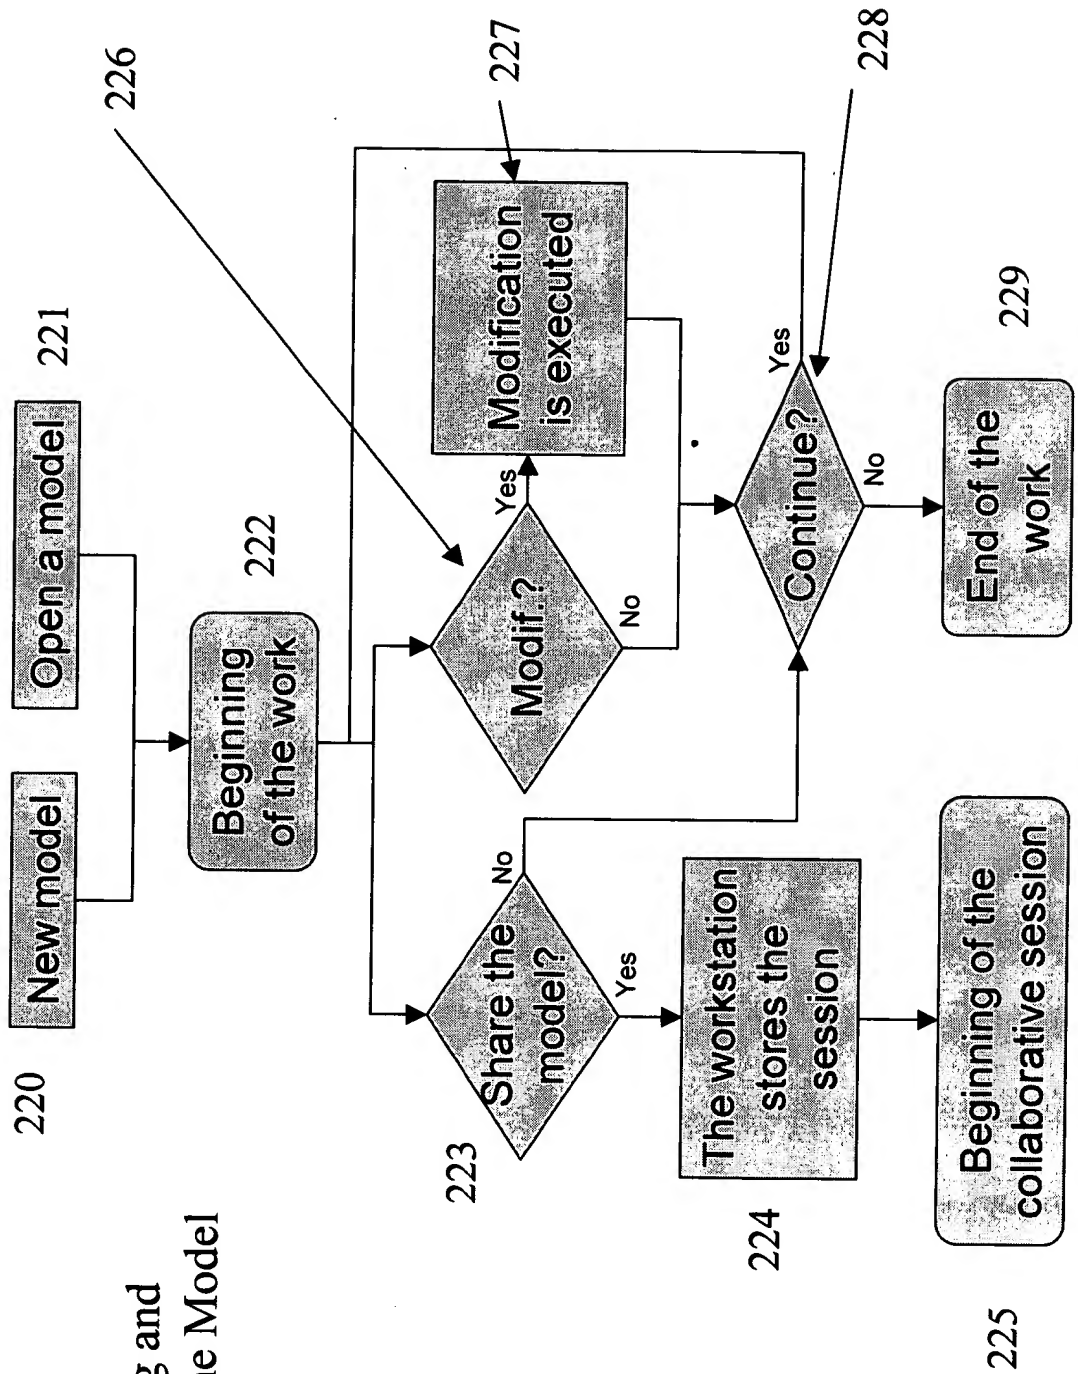 and
Model
220
New model
Open a model
221
Beginning
of the work
222
226
227
223
Share the
model?
No
Yes
Modif.?
Yes
No
Modification
is executed
224
The workstation
stores the
session
Continue?
Yes
No
228
225
Beginning of the
collaborative session
End of the
work
229